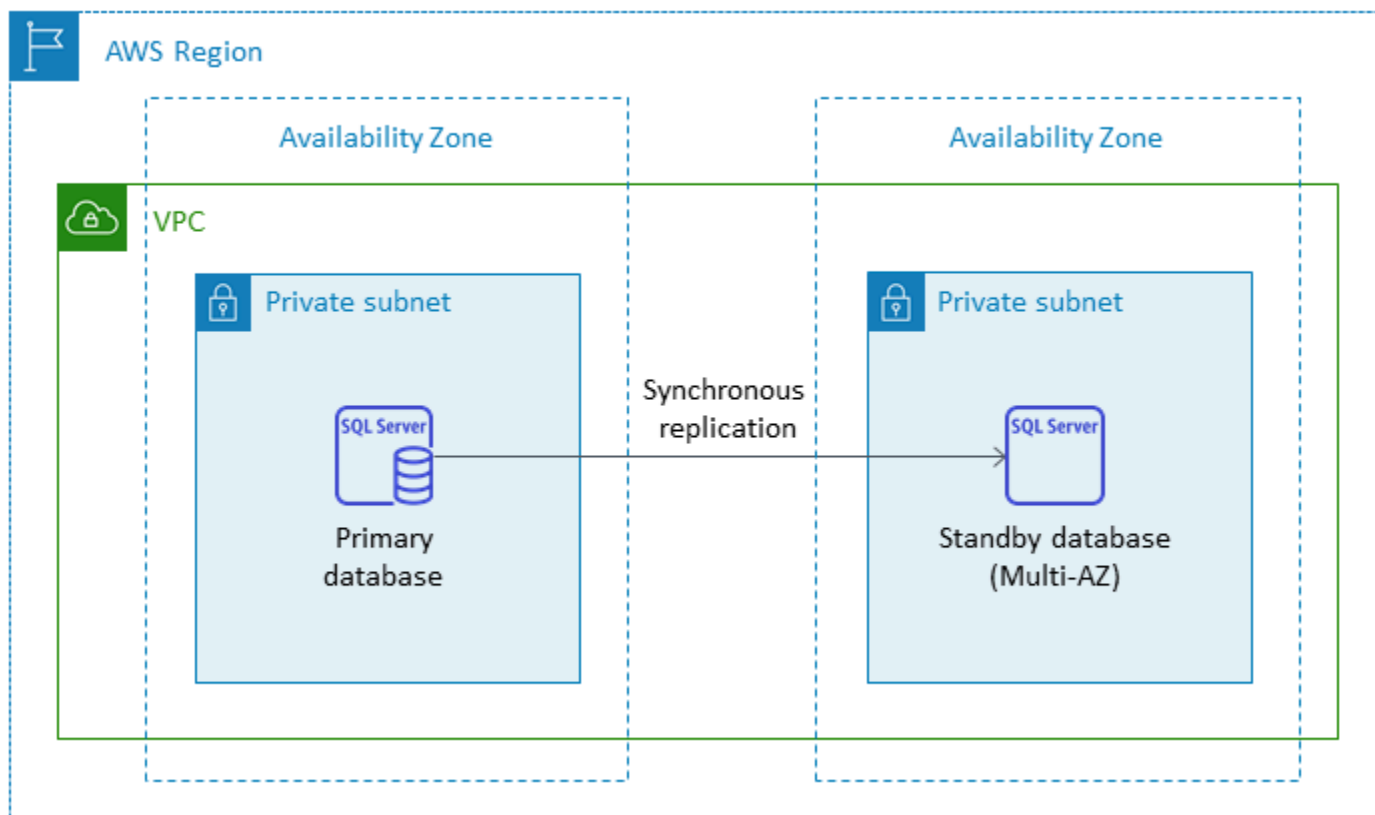 AWS Region
Availability Zone
Availability Zone
VPC
Private subnet
Private subnet
Synchronous
replication
SQL Server
SQL Server
Primary
database
Standby database
(Multi-AZ)